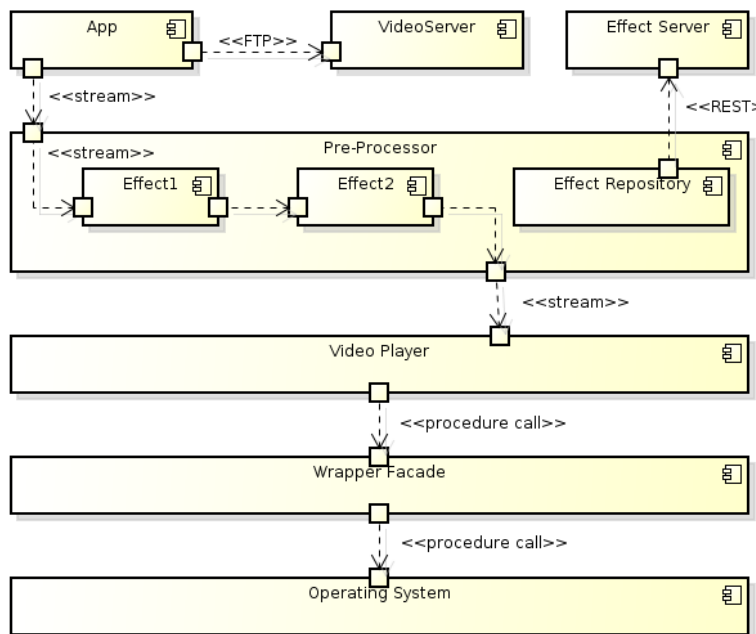 App
<<FTP>>
VideoServer
Effect Server
<<stream>>
<<REST>
<<stream>>
Pre-Processor
Effect1
Effect2
Effect Repository
<<stream>>
Video Player
<<procedure call>>
Wrapper Facade
<<procedure call>>
Operating System